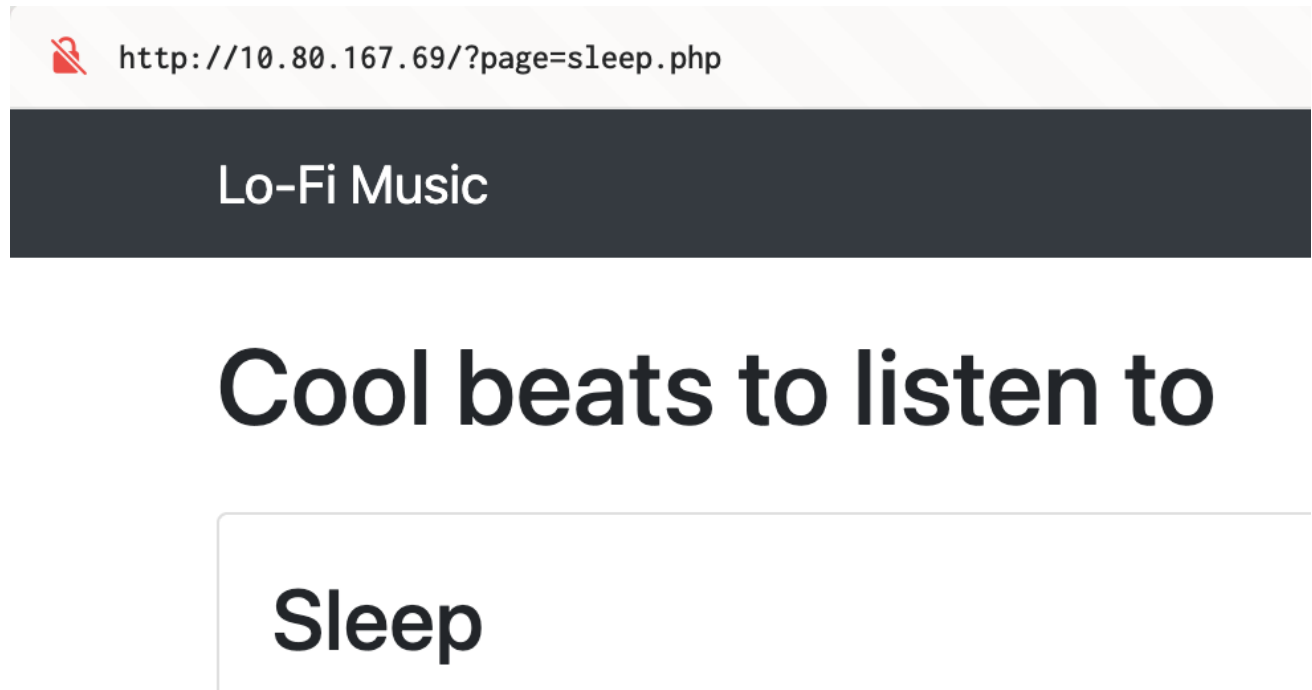 http://10.80.167.69/?page=sleep.php
Lo-Fi Music
Cool beats to listen to
Sleep